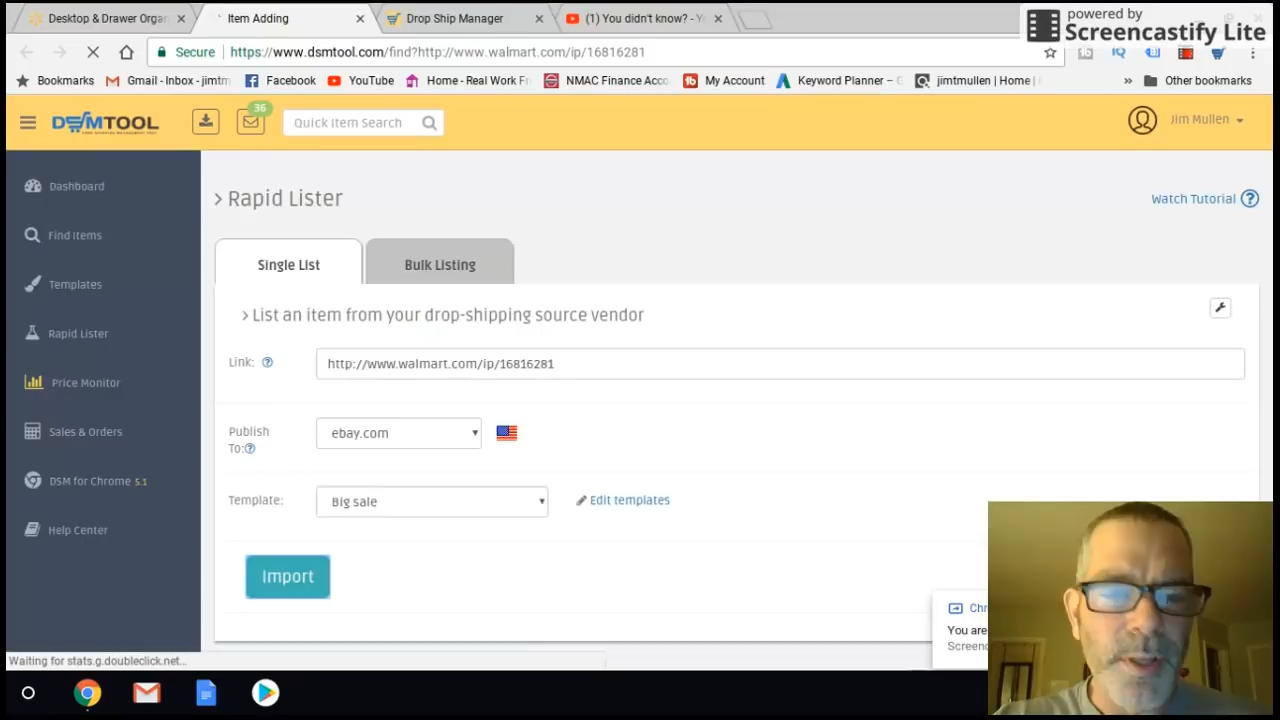 Desktop & Drawer Organ
Item Adding
Drop Ship Manager
(1) You didn't know? - Y
powered by
Screencastify Lite
Secure
https://www.dsmtool.com/find?http://www.walmart.com/ip/16816281
Bookmarks
Gmail - Inbox - jimtm
Facebook
YouTube
Home - Real Work Fr
NMAC Finance Acco
My Account
Keyword Planner – G
jimtmullen | Home |
»
Other bookmarks
DSMTOOL
36
Quick Item Search
Jim Mullen
Dashboard
Find Items
Templates
Rapid Lister
Price Monitor
Sales & Orders
DSM for Chrome 5.1
Help Center
> Rapid Lister
Watch Tutorial ?
Single List
Bulk Listing
> List an item from your drop-shipping source vendor
Link: ?
http://www.walmart.com/ip/16816281
Publish
To: ?
ebay.com
Template:
Big sale
Edit templates
Import
Chr
You are
Screenc
Waiting for stats.g.doubleclick.net...